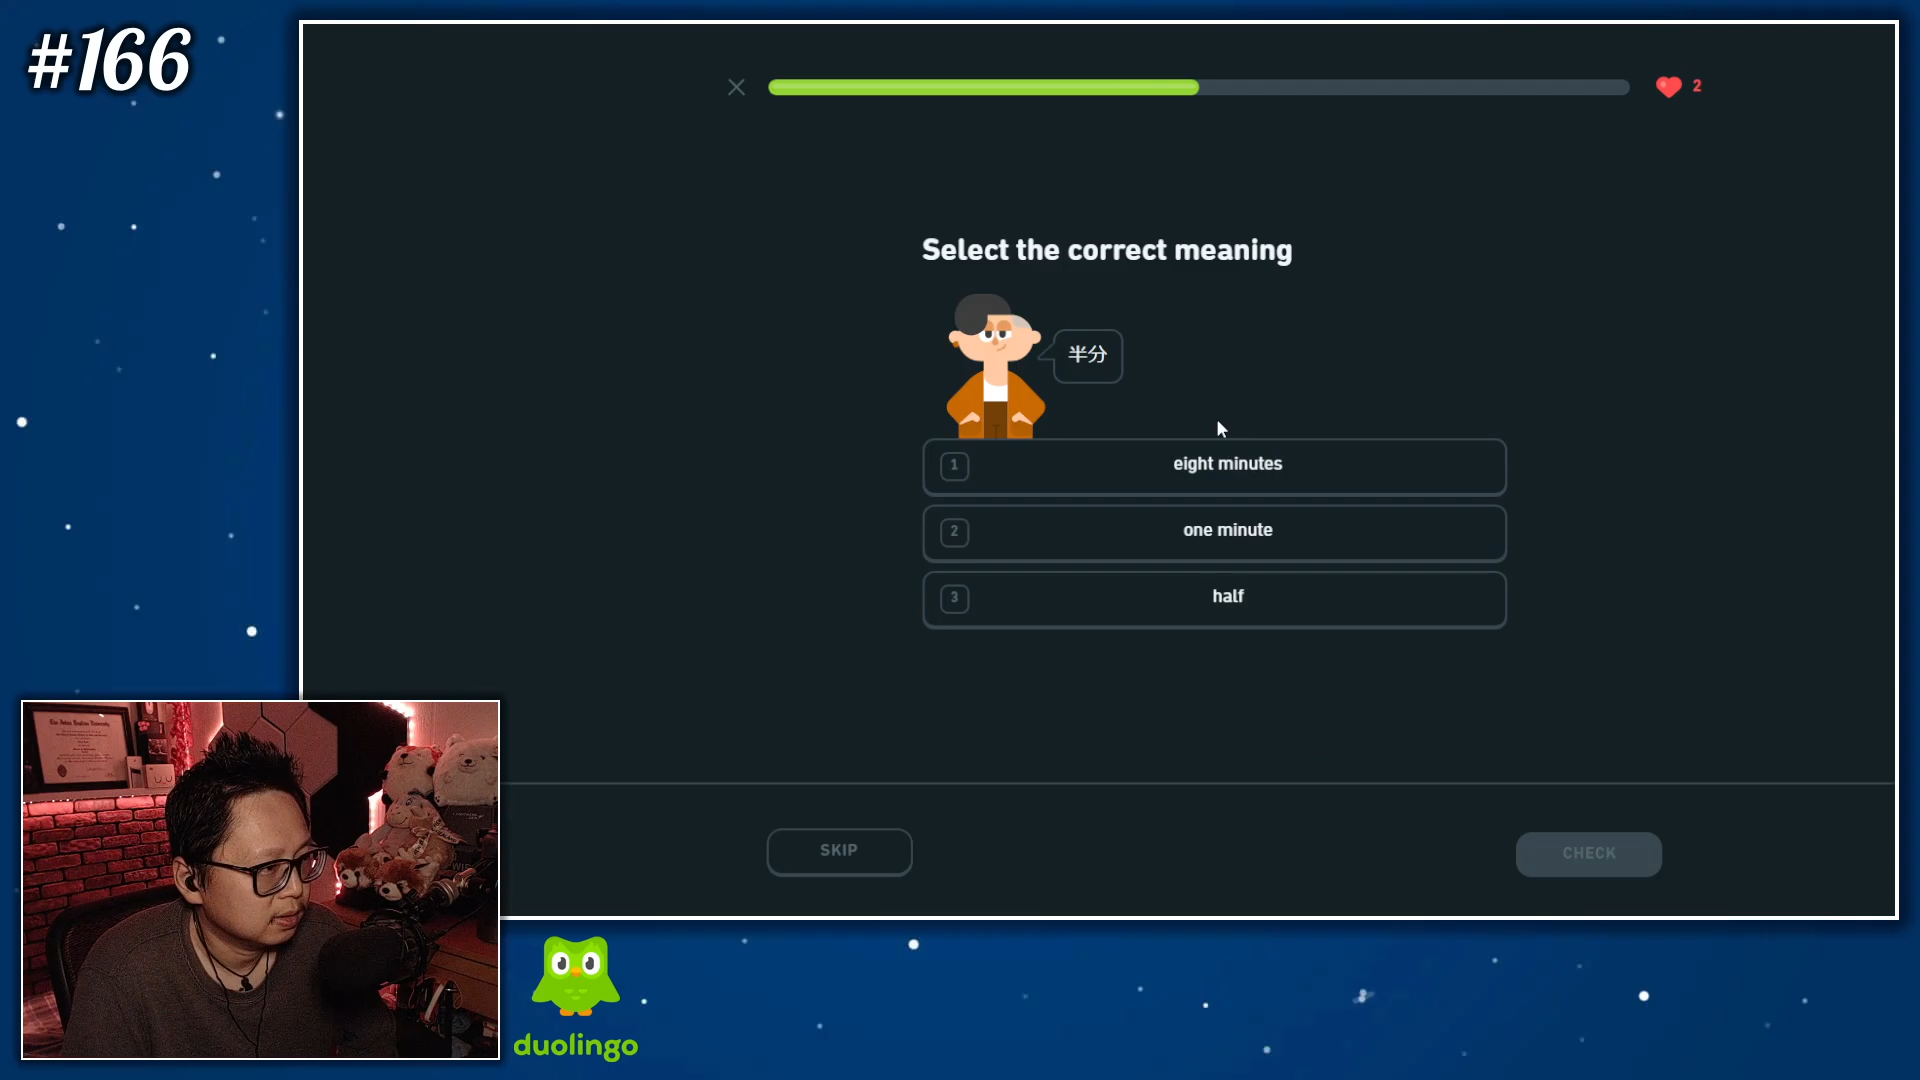 #166
2
Select the correct meaning
半分
1
eight minutes
2
one minute
3
half
SKIP
CHECK
duolingo